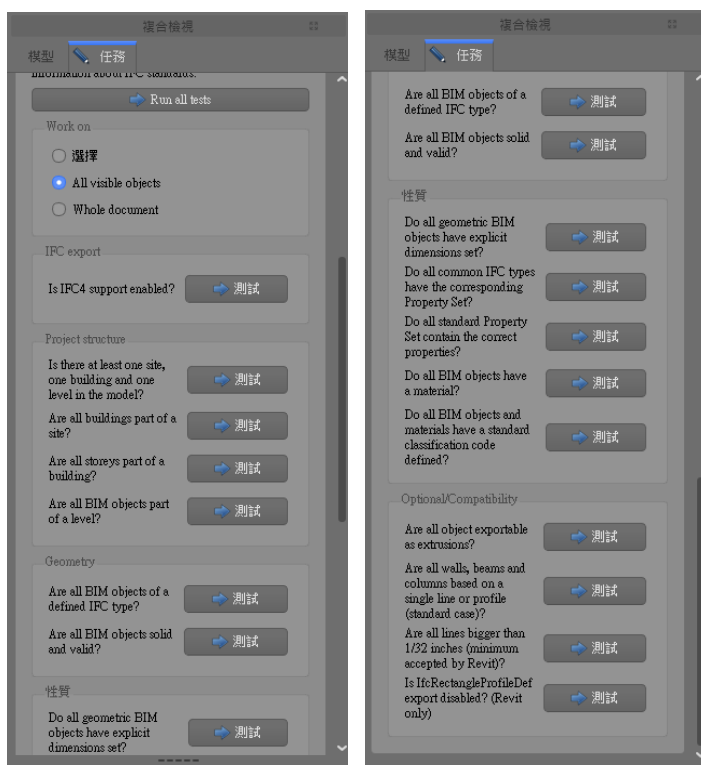 複合檢視
模型
任務
information about IFC standards.
Run all tests
Work on
選擇
All visible objects
Whole document
IFC export
Is IFC4 support enabled?
測試
Project structure
Is there at least one site,
one building and one
level in the model?
測試
Are all buildings part of a
site?
測試
Are all storeys part of a
building?
測試
Are all BIM objects part
of a level?
測試
Geometry
Are all BIM objects of a
defined IFC type?
測試
Are all BIM objects solid
and valid?
測試
性質
Do all geometric BIM
objects have explicit
dimensions set?
測試
複合檢視
模型
任務
Are all BIM objects of a
defined IFC type?
測試
Are all BIM objects solid
and valid?
測試
性質
Do all geometric BIM
objects have explicit
dimensions set?
測試
Do all common IFC types
have the corresponding
Property Set?
測試
Do all standard Property
Set contain the correct
properties?
測試
Do all BIM objects have
a material?
測試
Do all BIM objects and
materials have a standard
classification code
defined?
測試
Optional/Compatibility
Are all object exportable
as extrusions?
測試
Are all walls, beams and
columns based on a
single line or profile
(standard case)?
測試
Are all lines bigger than
1/32 inches (minimum
accepted by Revit)?
測試
Is IfcRectangleProfileDef
export disabled? (Revit
only)
測試